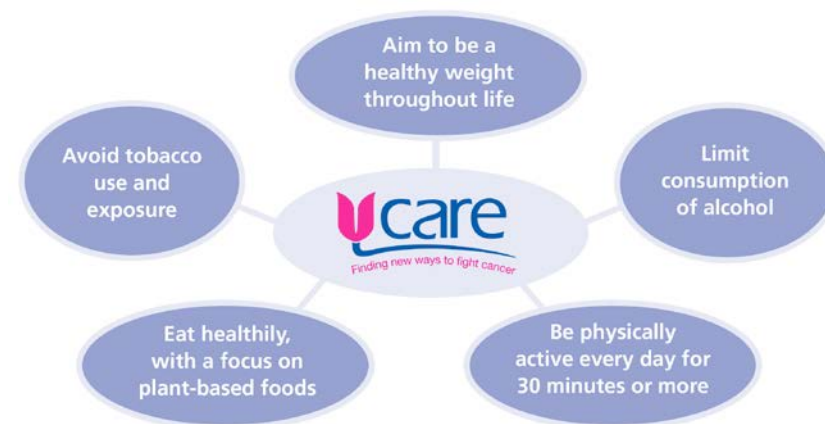 Aim to be a
healthy weight
throughout life
Avoid tobacco
use and
exposure
Limit
consumption
of alcohol
Ucare
Finding new ways to fight cancer
Eat healthily,
with a focus on
plant-based foods
Be physically
active every day for
30 minutes or more